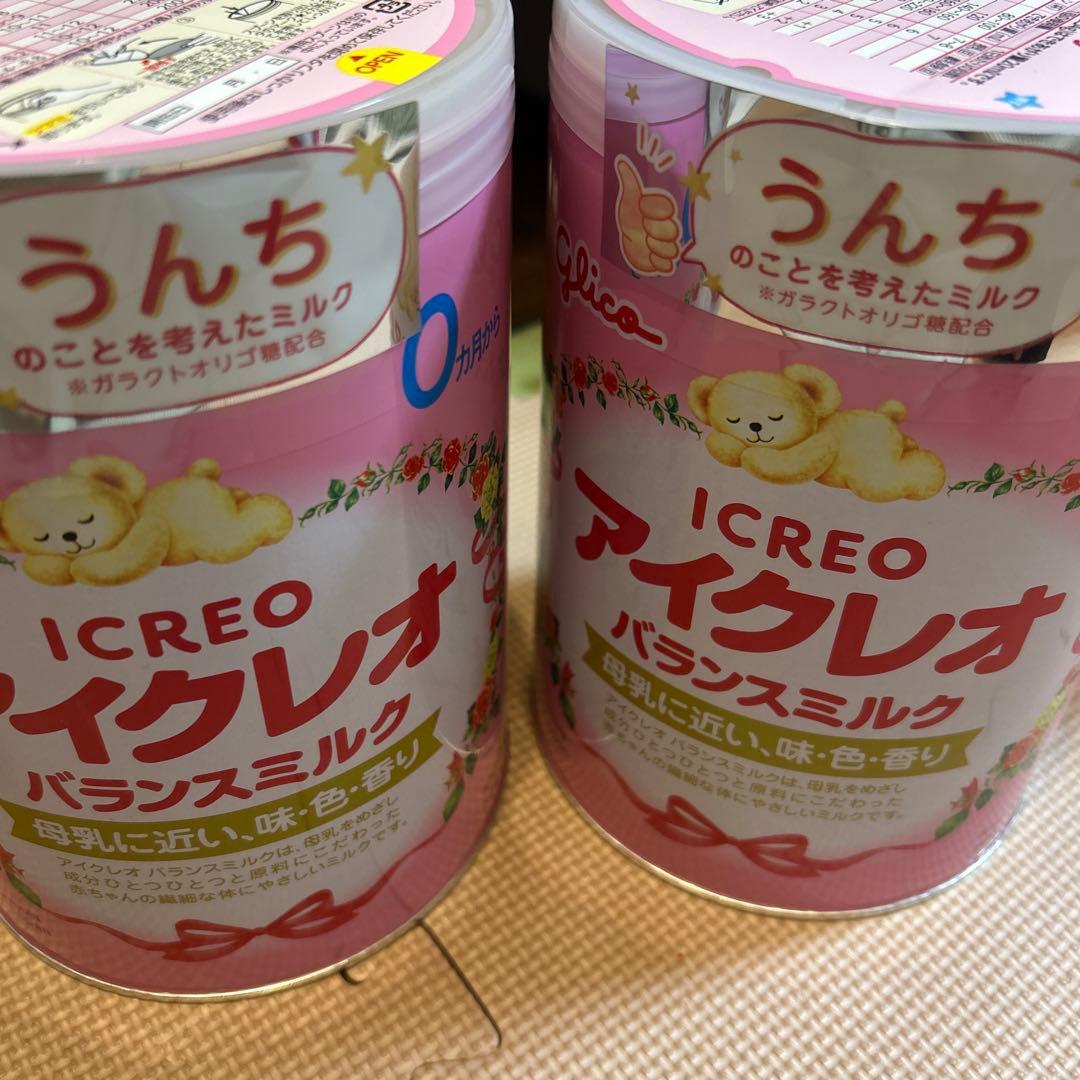 OPEN
うんち
のことを考えたミルク
※ガラクトオリゴ糖配合
0ヵ月から
ICREO
アイクレオ
バランスミルク
母乳に近い、味・色・香り
アイクレオ バランスミルクは、母乳をめざし
成分ひとつひとつと原料にこだわった
赤ちゃんの繊細な体にやさしいミルクです。
うんち
のことを考えたミルク
※ガラクトオリゴ糖配合
glico
ICREO
アイクレオ
バランスミルク
母乳に近い、味・色・香り
アイクレオ バランスミルクは、母乳をめざし
成分ひとつひとつと原料にこだわった
赤ちゃんの繊細な体にやさしいミルクです。